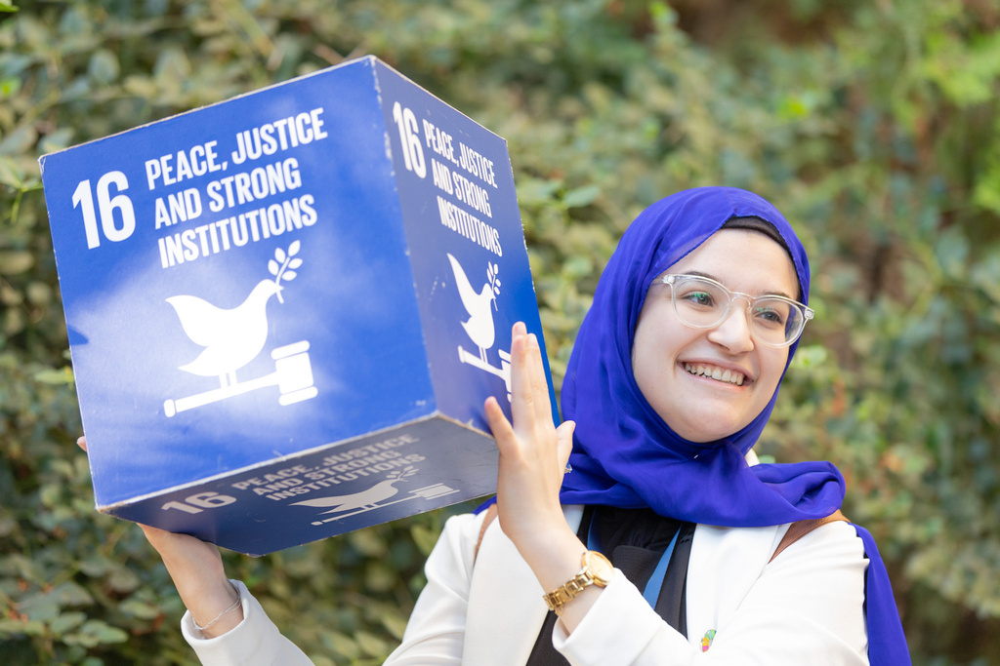 16
PEACE, JUSTICE
AND STRONG
INSTITUTIONS
16
PEACE, JUSTICE
AND STRONG
INSTITUTIONS
16
PEACE, JUSTICE
AND STRONG
INSTITUTIONS